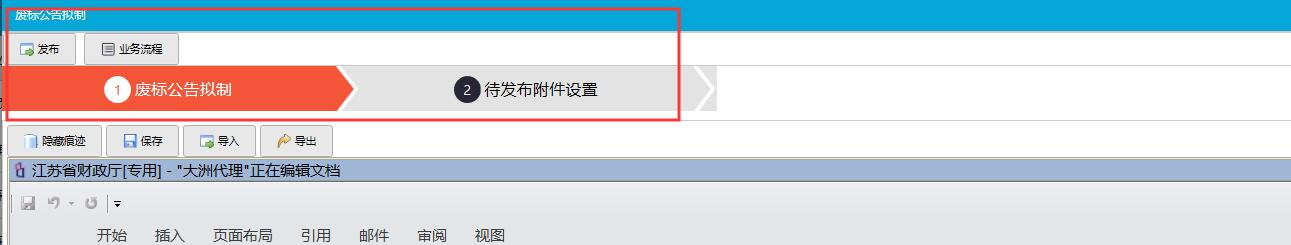 废标公告拟制
发布 业务流程
1 废标公告拟制 2 待发布附件设置
隐藏痕迹 保存 导入 导出
江苏省财政厅[专用] - "大洲代理"正在编辑文档
开始 插入 页面布局 引用 邮件 审阅 视图